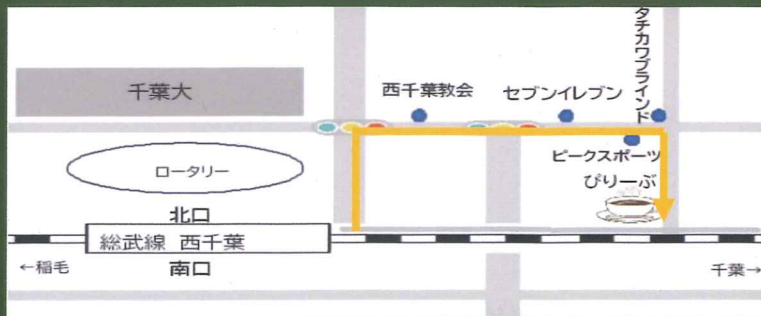 タチカワブラインド
千葉大
西千葉教会
セブンイレブン
ロータリー
ピークスポーツ
ぴりーぶ
北口
総武線 西千葉
←稲毛
南口
千葉→